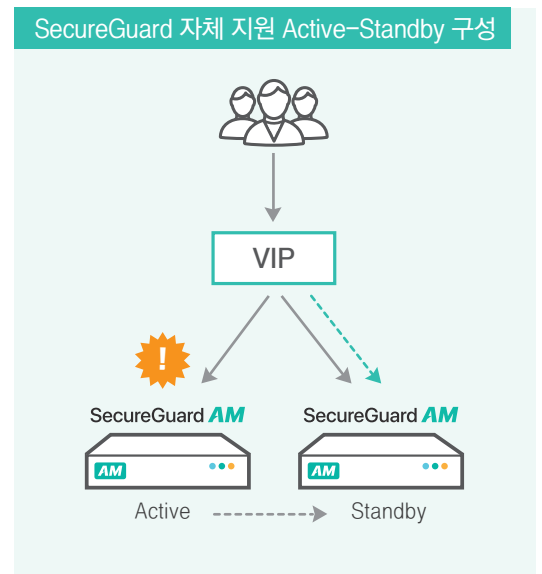 SecureGuard 자체 지원 Active-Standby 구성
VIP
!
SecureGuard AM
SecureGuard AM
AM
AM
Active
Standby